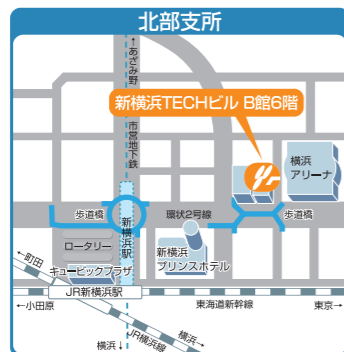 北部支所
←あざみ野
市営地下鉄
新横浜TECHビル B館6階
横浜
アリーナ
歩道橋
新横浜駅
環状2号線
歩道橋
ロータリー
新横浜
プリンスホテル
←町田
キュービックプラザ
JR新横浜駅
←小田原
東海道新幹線
東京→
横浜↓
JR横浜線
横浜→